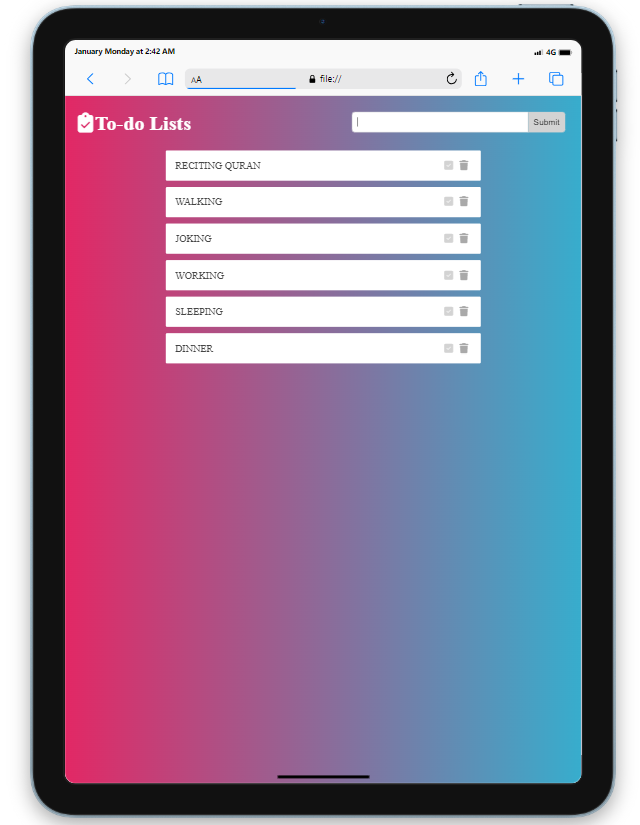 January Monday at 2:42 AM
4G
AA
file://
To-do Lists
Submit
RECITING QURAN
WALKING
JOKING
WORKING
SLEEPING
DINNER